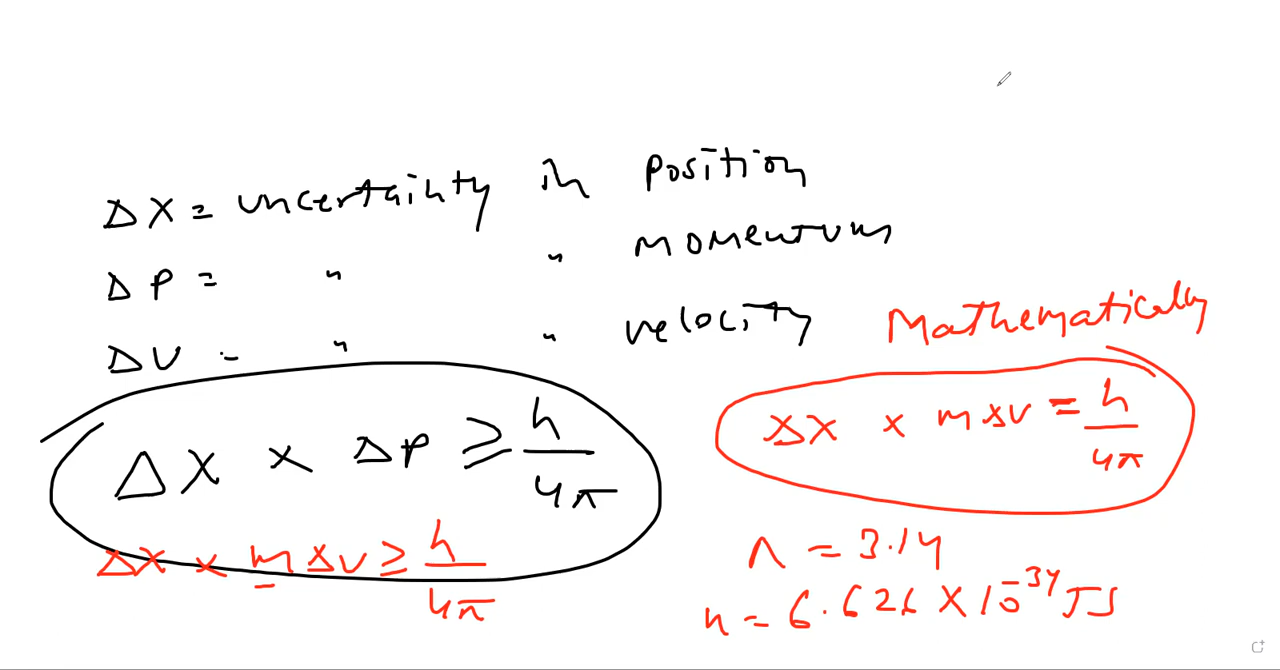 Δx = uncertainty in position
Δp = " " momentum
Δv = " " velocity
Mathematically
Δx × Δp ≥ h/4π
Δx × mΔv = h/4π
Δx × mΔv ≥ h/4π
π = 3.14
h = 6.626 × 10⁻³⁴ JS